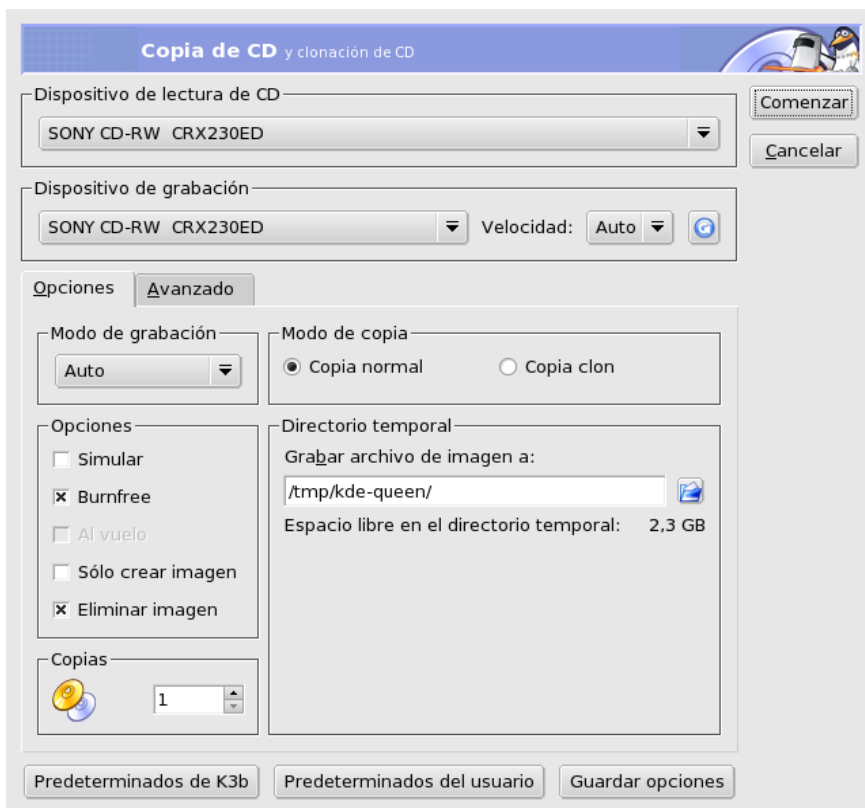 Copia de CD y clonación de CD
Dispositivo de lectura de CD
SONY CD-RW CRX230ED
Comenzar
Cancelar
Dispositivo de grabación
SONY CD-RW CRX230ED
Velocidad:
Auto
Opciones
Avanzado
Modo de grabación
Auto
Modo de copia
Copia normal
Copia clon
Opciones
Simular
Burnfree
Al vuelo
Sólo crear imagen
Eliminar imagen
Directorio temporal
Grabar archivo de imagen a:
/tmp/kde-queen/
Espacio libre en el directorio temporal: 2,3 GB
Copias
1
Predeterminados de K3b
Predeterminados del usuario
Guardar opciones